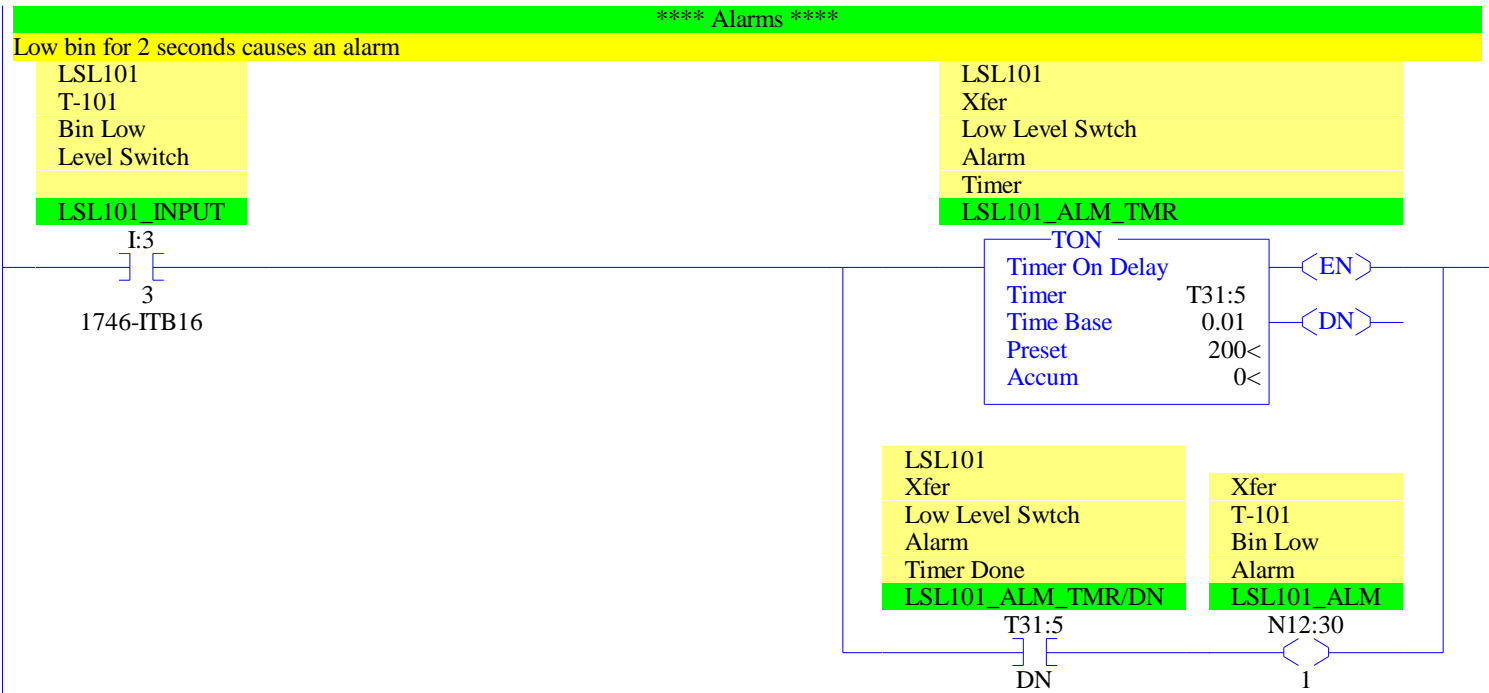 **** Alarms ****
Low bin for 2 seconds causes an alarm
LSL101
T-101
Bin Low
Level Switch
LSL101_INPUT
I:3
3
1746-ITB16
LSL101
Xfer
Low Level Swtch
Alarm
Timer
LSL101_ALM_TMR
TON
Timer On Delay
Timer T31:5
Time Base 0.01
Preset 200<
Accum 0<
EN
DN
LSL101
Xfer
Low Level Swtch
Alarm
Timer Done
LSL101_ALM_TMR/DN
T31:5
DN
Xfer
T-101
Bin Low
Alarm
LSL101_ALM
N12:30
1